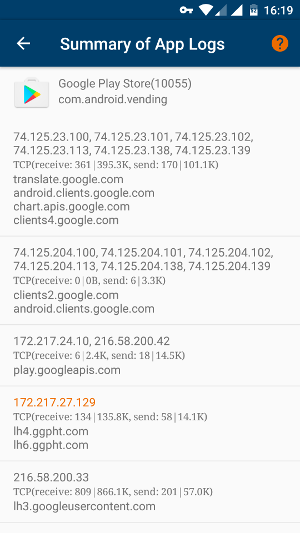 16:19
Summary of App Logs
?
Google Play Store(10055)
com.android.vending
74.125.23.100, 74.125.23.101, 74.125.23.102,
74.125.23.113, 74.125.23.138, 74.125.23.139
TCP(receive: 361|395.3K, send: 170|101.1K)
translate.google.com
android.clients.google.com
chart.apis.google.com
clients4.google.com
74.125.204.100, 74.125.204.101, 74.125.204.102,
74.125.204.113, 74.125.204.138, 74.125.204.139
TCP(receive: 0|0B, send: 6|3.3K)
clients2.google.com
android.clients.google.com
172.217.24.10, 216.58.200.42
TCP(receive: 6|2.4K, send: 18|14.5K)
play.googleapis.com
172.217.27.129
TCP(receive: 134|135.8K, send: 58|14.1K)
lh4.ggpht.com
lh6.ggpht.com
216.58.200.33
TCP(receive: 809|866.1K, send: 201|57.0K)
lh3.googleusercontent.com